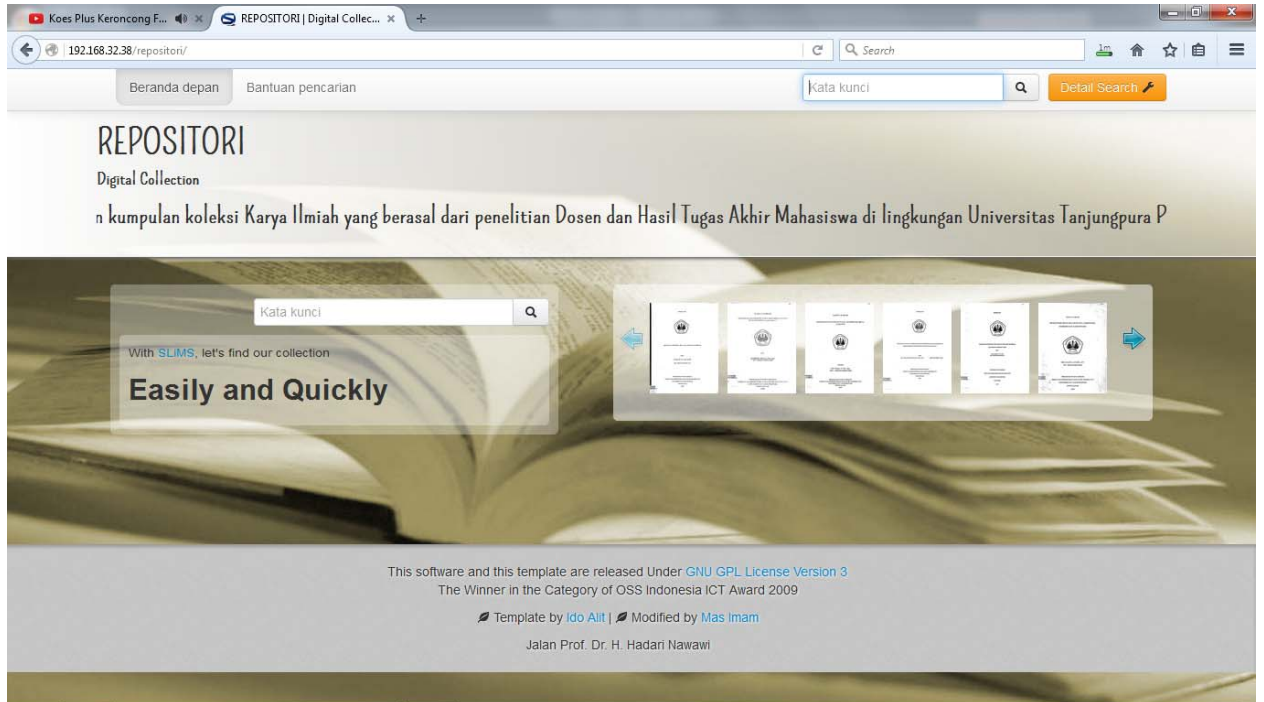 Koes Plus Keroncong F...
REPOSITORI | Digital Collec...
192.168.32.38/repositori/
Search
1m
Beranda depan
Bantuan pencarian
Kata kunci
Detail Search
REPOSITORI
Digital Collection
n kumpulan koleksi Karya Ilmiah yang berasal dari penelitian Dosen dan Hasil Tugas Akhir Mahasiswa di lingkungan Universitas Tanjungpura P
Kata kunci
With SLiMS, let's find our collection
Easily and Quickly
This software and this template are released Under GNU GPL License Version 3
The Winner in the Category of OSS Indonesia ICT Award 2009
Template by Ido Alit | Modified by Mas Imam
Jalan Prof. Dr. H. Hadari Nawawi